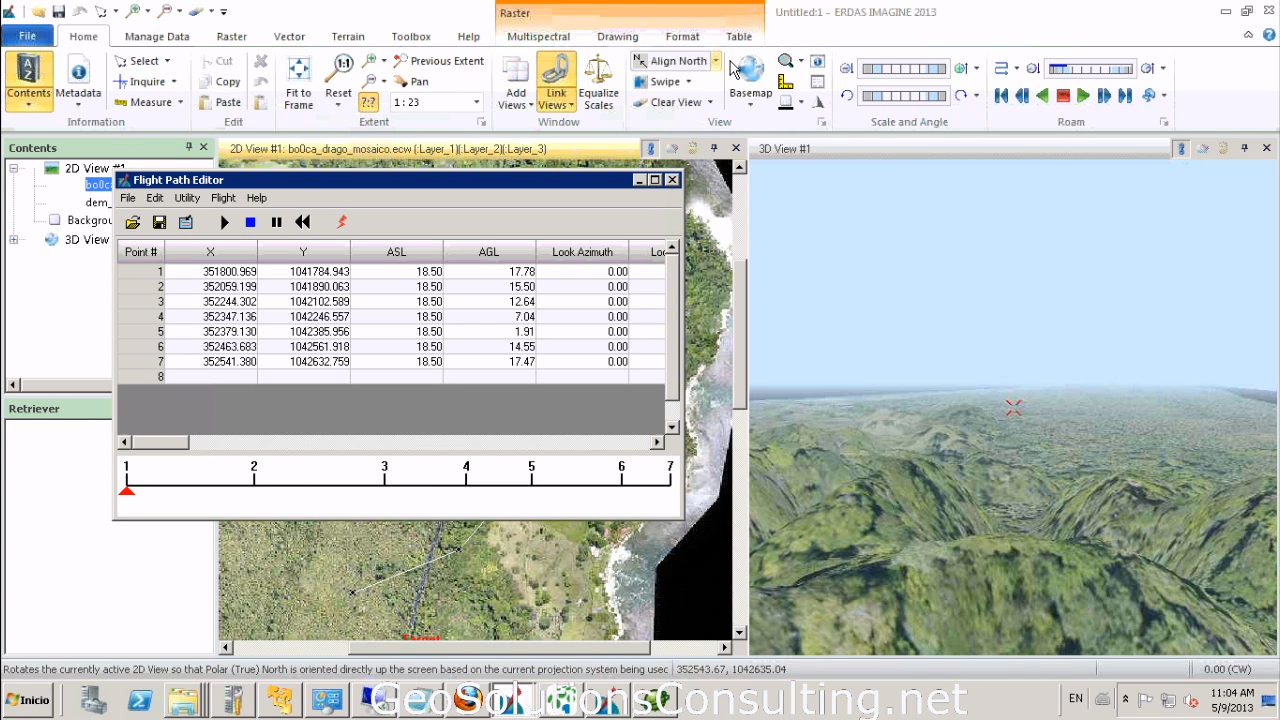 Raster
Untitled:1 - ERDAS IMAGINE 2013
File Home Manage Data Raster Vector Terrain Toolbox Help Multispectral Drawing Format Table
Contents
Metadata
Select
Inquire
Measure
Information
Cut
Copy
Paste
Edit
Fit to Frame
Reset
Previous Extent
Pan
1 : 23
Extent
Add Views
Link Views
Equalize Scales
Window
Align North
Swipe
Clear View
Basemap
View
Scale and Angle
Roam
Contents
2D View #1
bo0ca
dem_
Backgrou
3D View
Retriever
2D View #1: bo0ca_drago_mosaico.ecw (:Layer_1)(:Layer_2)(:Layer_3)
3D View #1
Flight Path Editor
File Edit Utility Flight Help
Point # X Y ASL AGL Look Azimuth Loo
1 351800.969 1041784.943 18.50 17.78 0.00
2 352059.199 1041890.063 18.50 15.50 0.00
3 352244.302 1042102.589 18.50 12.64 0.00
4 352347.136 1042246.557 18.50 7.04 0.00
5 352379.130 1042385.956 18.50 1.91 0.00
6 352463.683 1042561.918 18.50 14.55 0.00
7 352541.380 1042632.759 18.50 17.47 0.00
8
1 2 3 4 5 6 7
Target
Rotates the currently active 2D View so that Polar (True) North is oriented directly up the screen based on the current projection system being usec 352543.67, 1042635.04
0.00 (CW)
Inicio
GeoSolutionsConsulting.net
EN
11:04 AM
5/9/2013